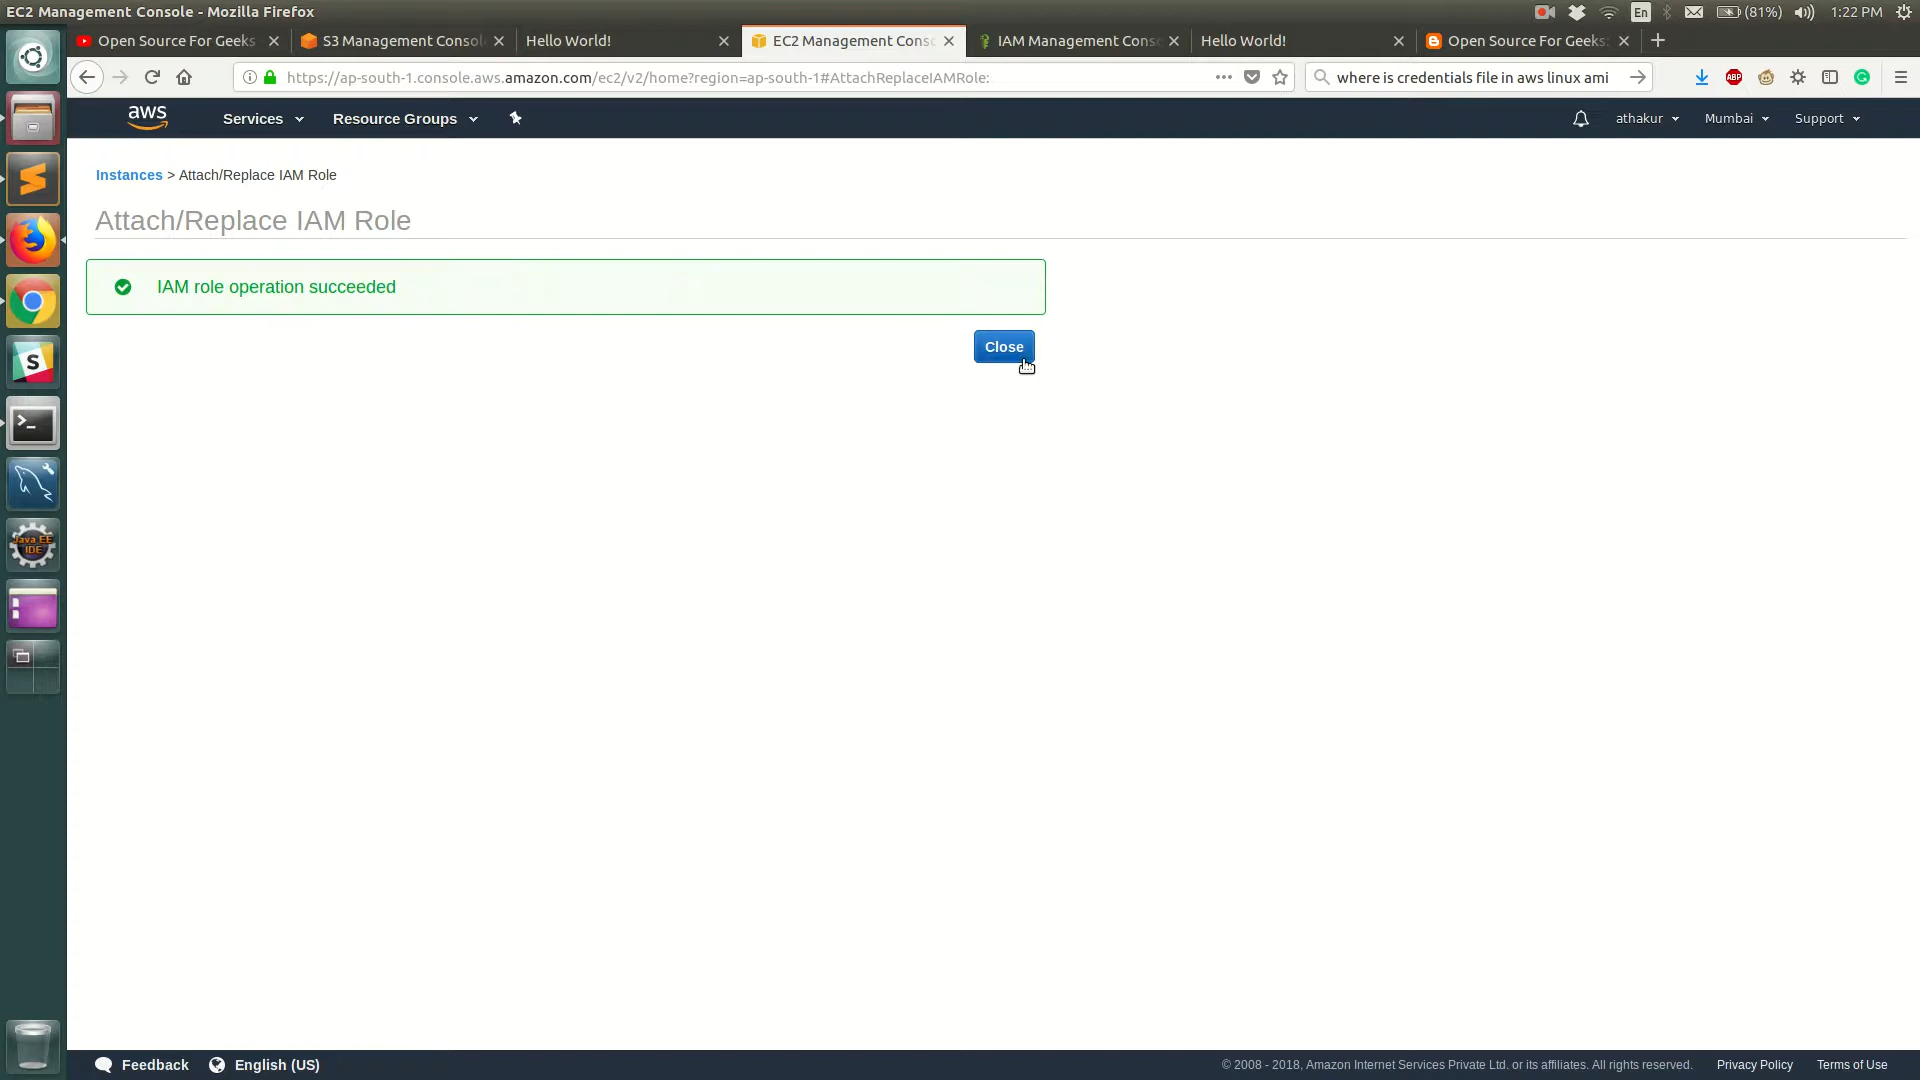 EC2 Management Console - Mozilla Firefox
En
(81%)
1:22 PM
Open Source For Geeks
S3 Management Consol
Hello World!
EC2 Management Cons
IAM Management Cons
Hello World!
Open Source For Geeks:
https://ap-south-1.console.aws.amazon.com/ec2/v2/home?region=ap-south-1#AttachReplaceIAMRole:
where is credentials file in aws linux ami
ABP
aws
Services
Resource Groups
athakur
Mumbai
Support
Instances > Attach/Replace IAM Role
Attach/Replace IAM Role
IAM role operation succeeded
Close
S
Java EE
IDE
Feedback
English (US)
© 2008 - 2018, Amazon Internet Services Private Ltd. or its affiliates. All rights reserved.
Privacy Policy
Terms of Use